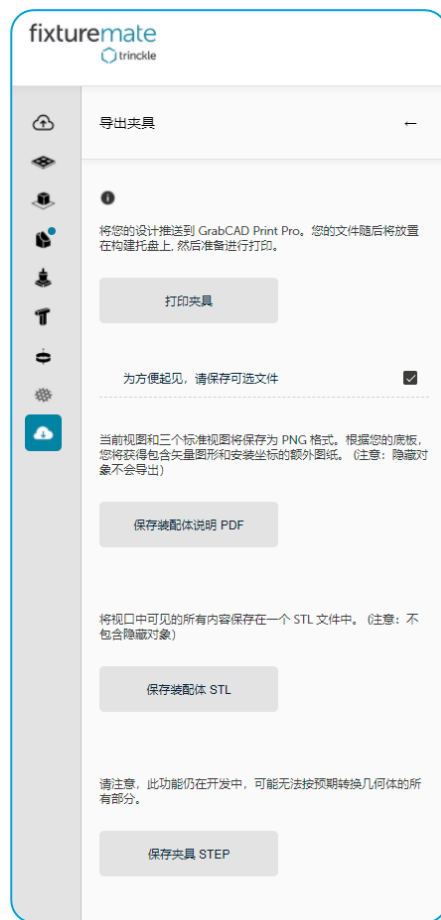 fixturemate
trinckle
导出夹具
将您的设计推送到 GrabCAD Print Pro。您的文件随后将放置
在构建托盘上, 然后准备进行打印。
打印夹具
为方便起见，请保存可选文件
当前视图和三个标准视图将保存为 PNG 格式。根据您的底板，
您将获得包含矢量图形和安装坐标的额外图纸。（注意：隐藏对
象不会导出）
保存装配体说明 PDF
将视口中可见的所有内容保存在一个 STL 文件中。（注意：不
包含隐藏对象）
保存装配体 STL
请注意，此功能仍在开发中，可能无法按预期转换几何体的所
有部分。
保存夹具 STEP